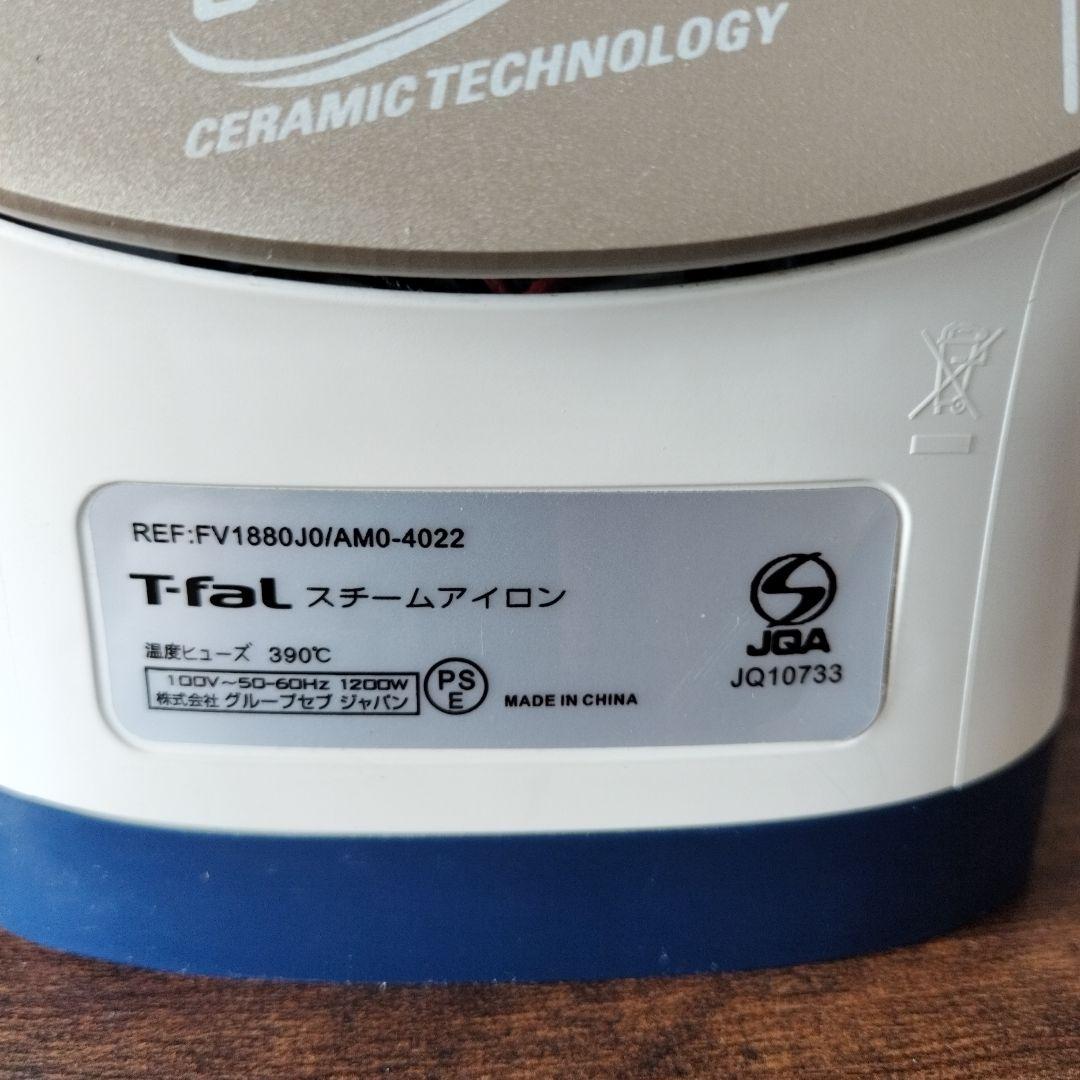 CERAMIC TECHNOLOGY
REF:FV1880J0/AM0-4022
T-faL スチームアイロン
温度ヒューズ 390℃
100V~50-60Hz 1200W
株式会社 グループセブ ジャパン
PS
E
MADE IN CHINA
JQA
JQ10733